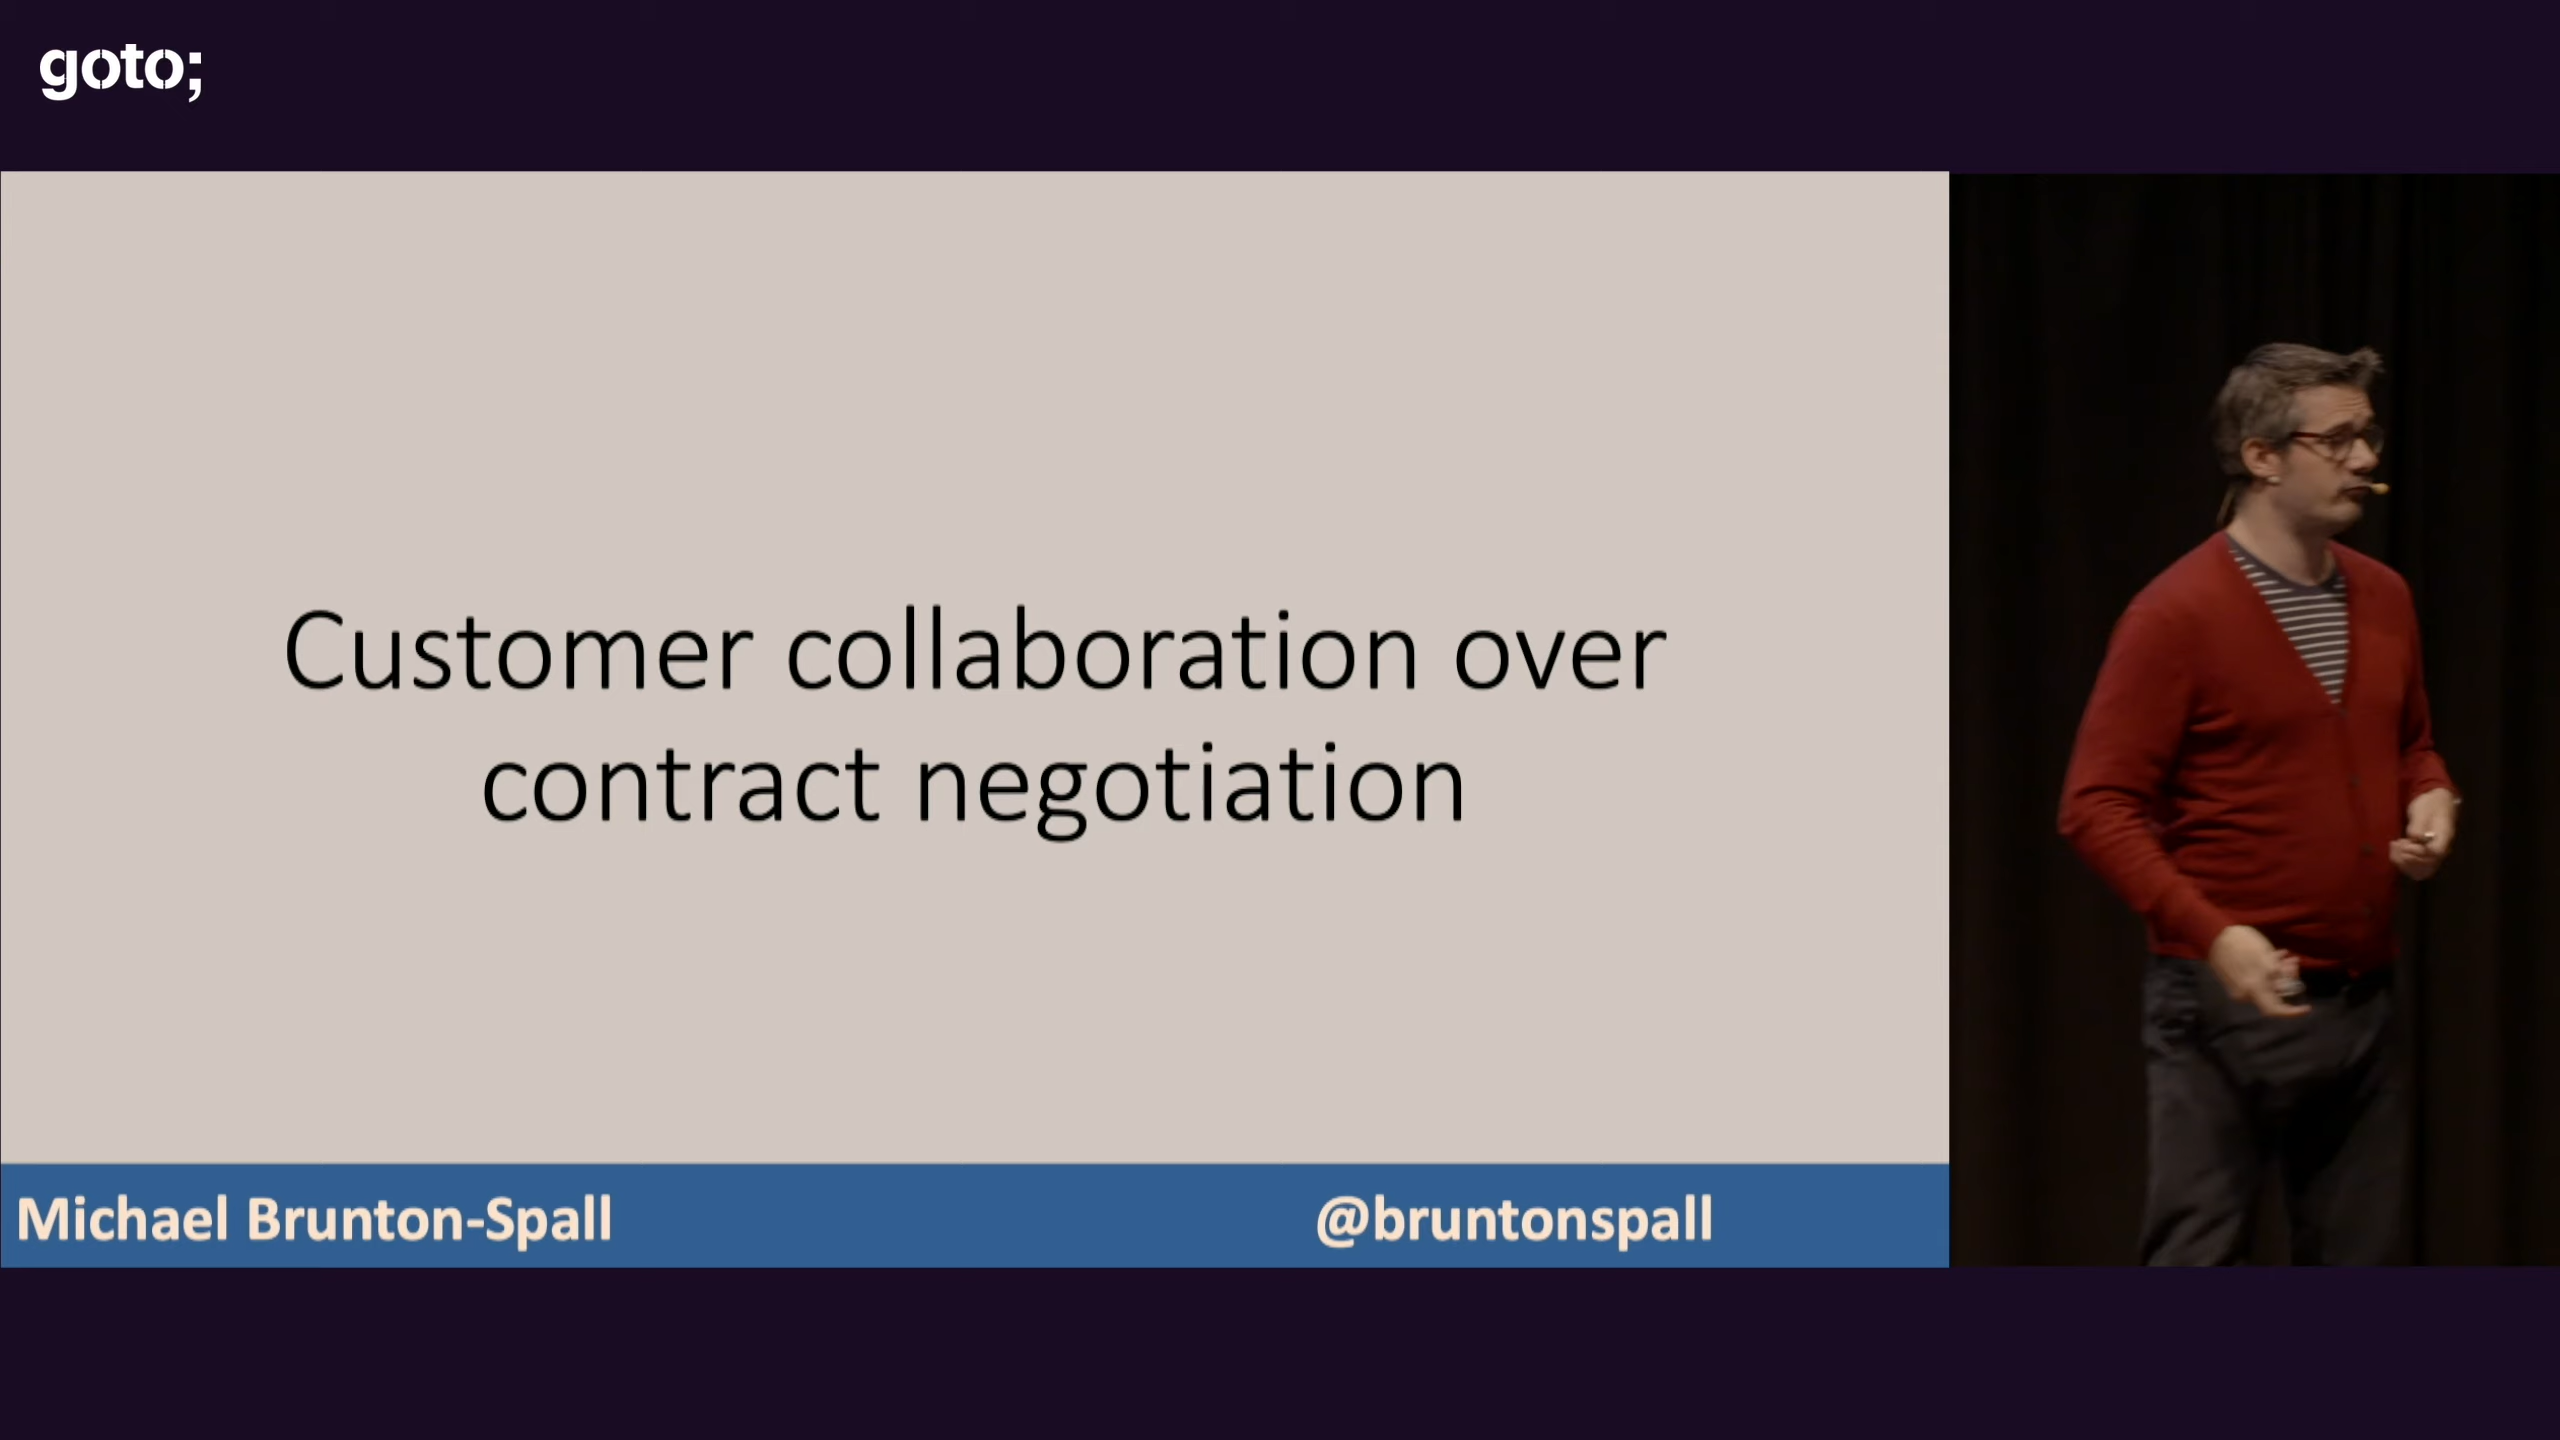 goto;
Customer collaboration over
contract negotiation
Michael Brunton-Spall
@bruntonspall